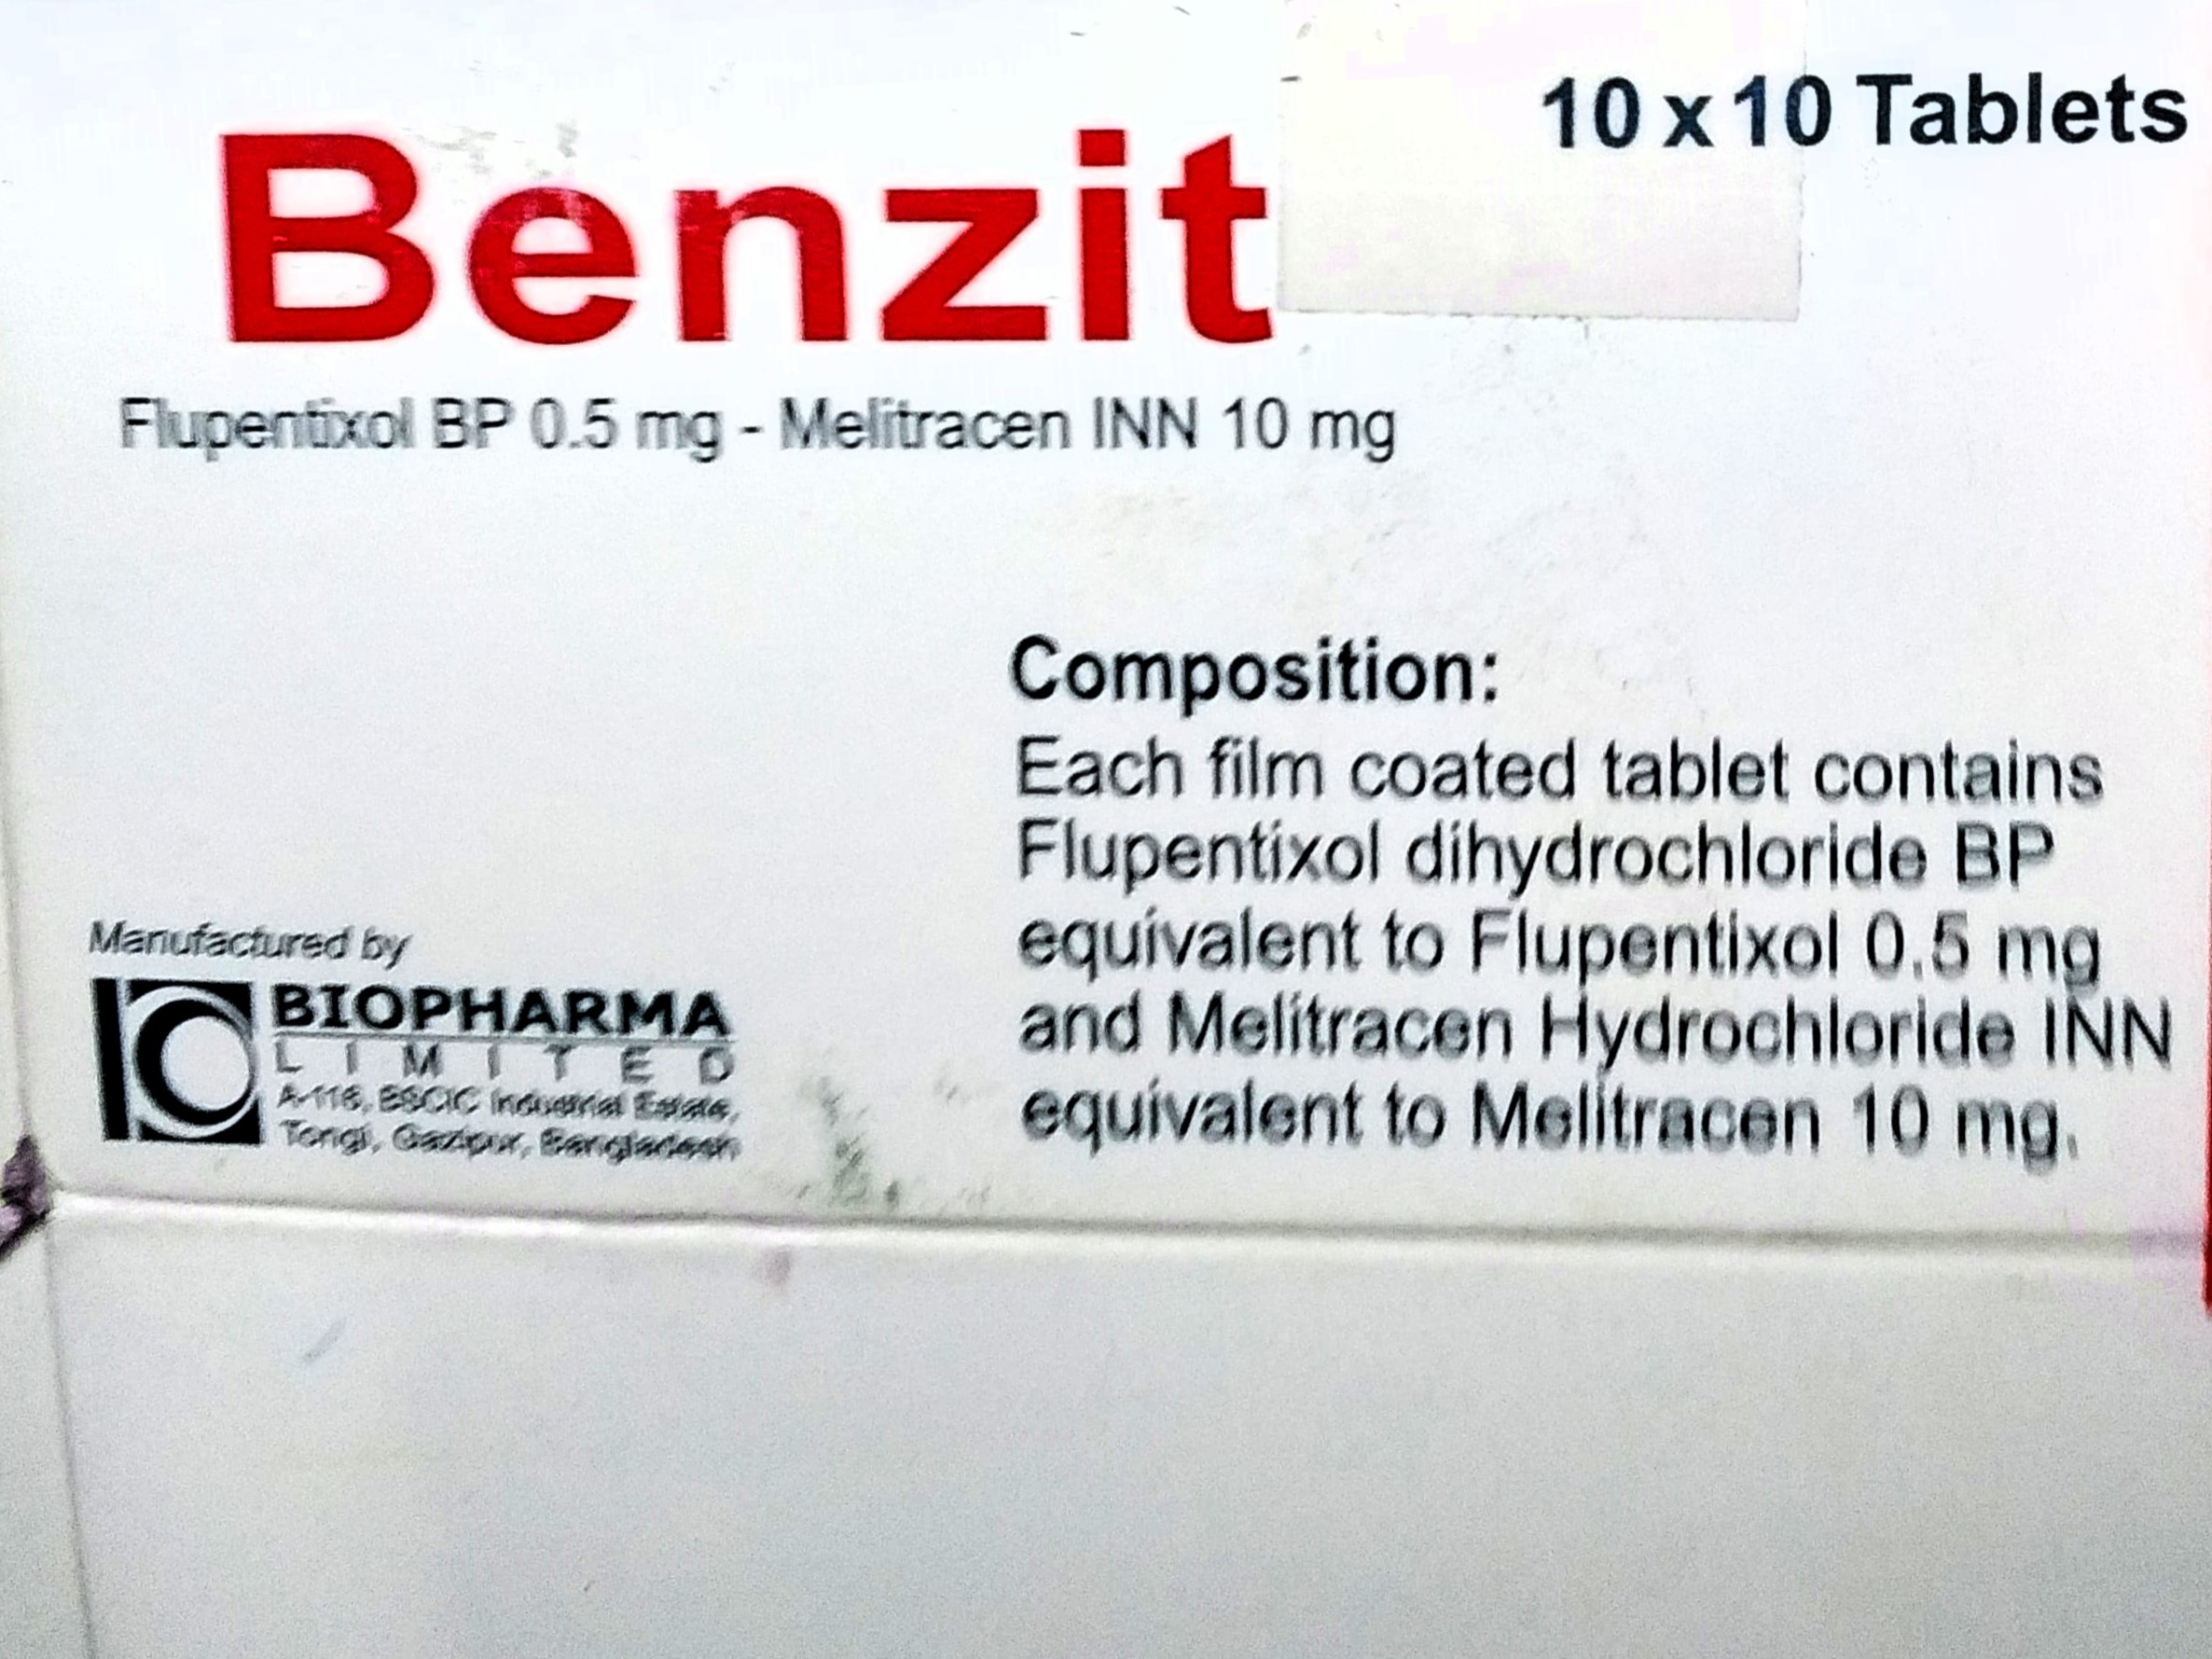 10 x 10 Tablets
Benzit
Flupentixol BP 0.5 mg - Melitracen INN 10 mg
Composition:
Each film coated tablet contains
Flupentixol dihydrochloride BP
equivalent to Flupentixol 0.5 mg
and Melitracen Hydrochloride INN
equivalent to Melitracen 10 mg.
Manufactured by
BIOPHARMA
LIMITED
A-116, BSCIC Industrial Estate,
Tongi, Gazipur, Bangladesh